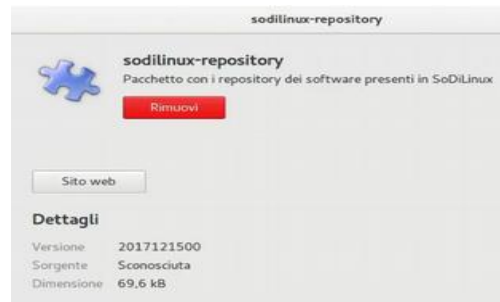 sodilinux-repository
sodilinux-repository
Pacchetto con i repository dei software presenti in SoDiLinux
Rimuovi
Sito web
Dettagli
Versione 2017121500
Sorgente Sconosciuta
Dimensione 69,6 kB